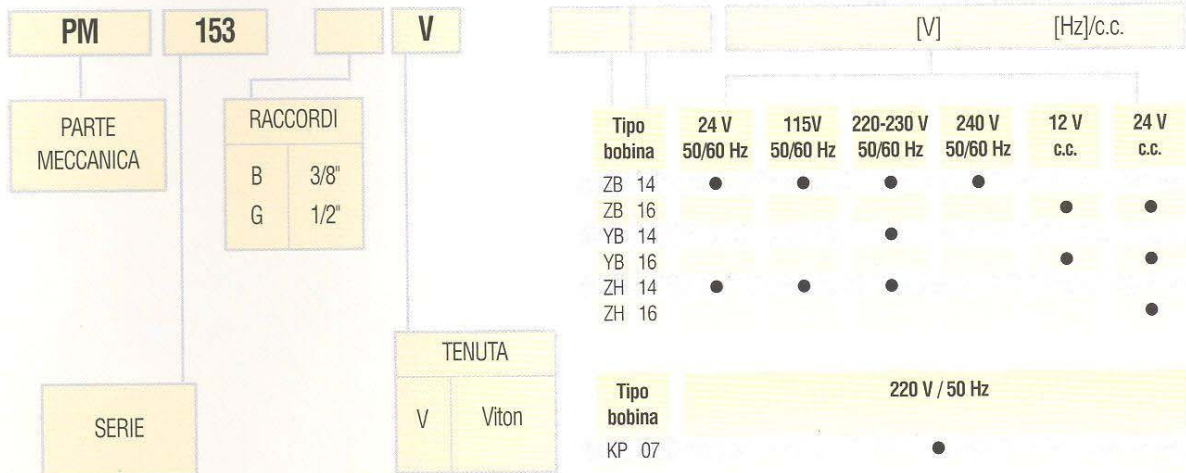 PM 153 V [V] [Hz]/c.c.
PARTE
MECCANICA
RACCORDI
B 3/8"
G 1/2"
TENUTA
V Viton
SERIE
Tipo bobina 24 V 50/60 Hz 115V 50/60 Hz 220-230 V 50/60 Hz 240 V 50/60 Hz 12 V c.c. 24 V c.c.
ZB 14 ● ● ● ●
ZB 16 ● ●
YB 14 ●
YB 16 ● ●
ZH 14 ● ● ●
ZH 16 ●
Tipo bobina 220 V / 50 Hz
KP 07 ●